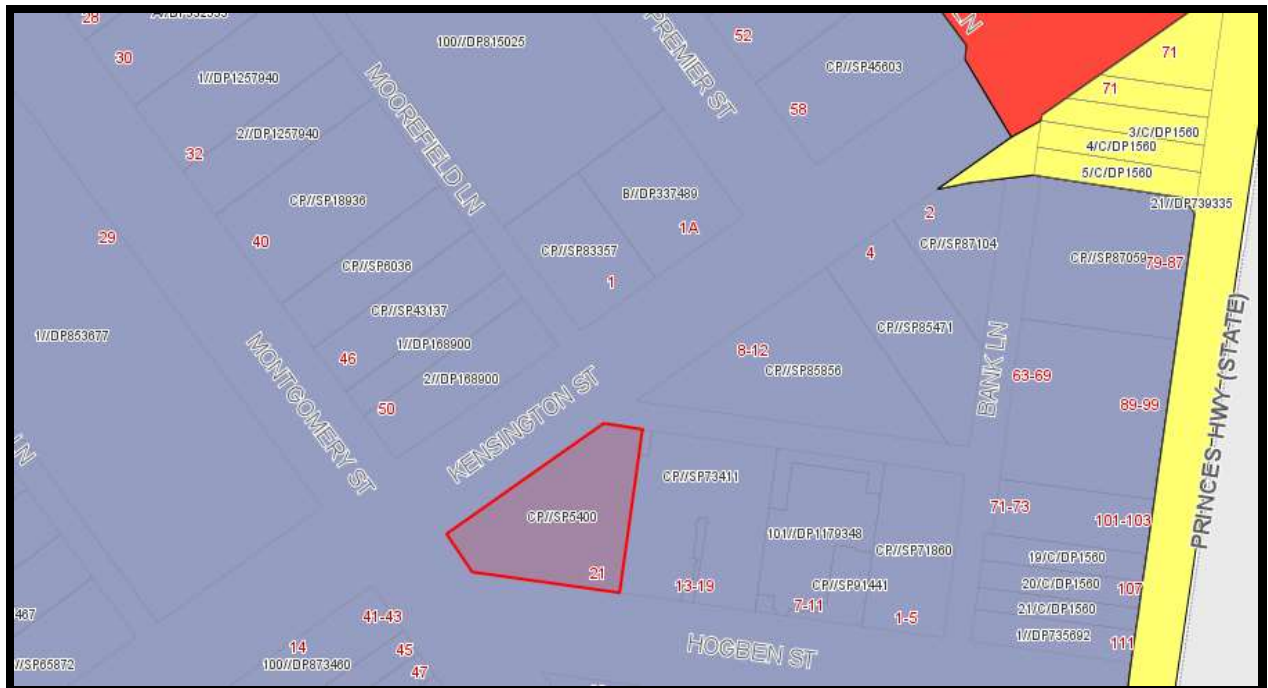 28
A//DP332333
30
1//DP1257940
100//DP815025
PREMIER ST
52
LN
71
CP//SP45603
71
MOOREFIELD LN
58
2//DP1257940
3/C/DP1560
4/C/DP1560
5/C/DP1560
32
CP//SP18936
B//DP337489
21//DP739335
1A
2
29
40
CP//SP83357
4
CP//SP87104
CP//SP87059
79-87
CP//SP6036
1
CP//SP43137
CP//SP85471
1//DP853677
1//DP168900
46
8-12
CP//SP85856
BANK LN
63-69
PRINCES HWY (STATE)
2//DP168900
MONTGOMERY ST
50
KENSINGTON ST
89-99
LN
CP//SP73411
CP//SP5400
71-73
101-103
101//DP1179348
CP//SP71860
19/C/DP1560
21
13-19
CP//SP91441
20/C/DP1560
107
7-11
1-5
21/C/DP1560
467
41-43
HOGBEN ST
1//DP735692
111
14
45
//SP65872
100//DP873460
47